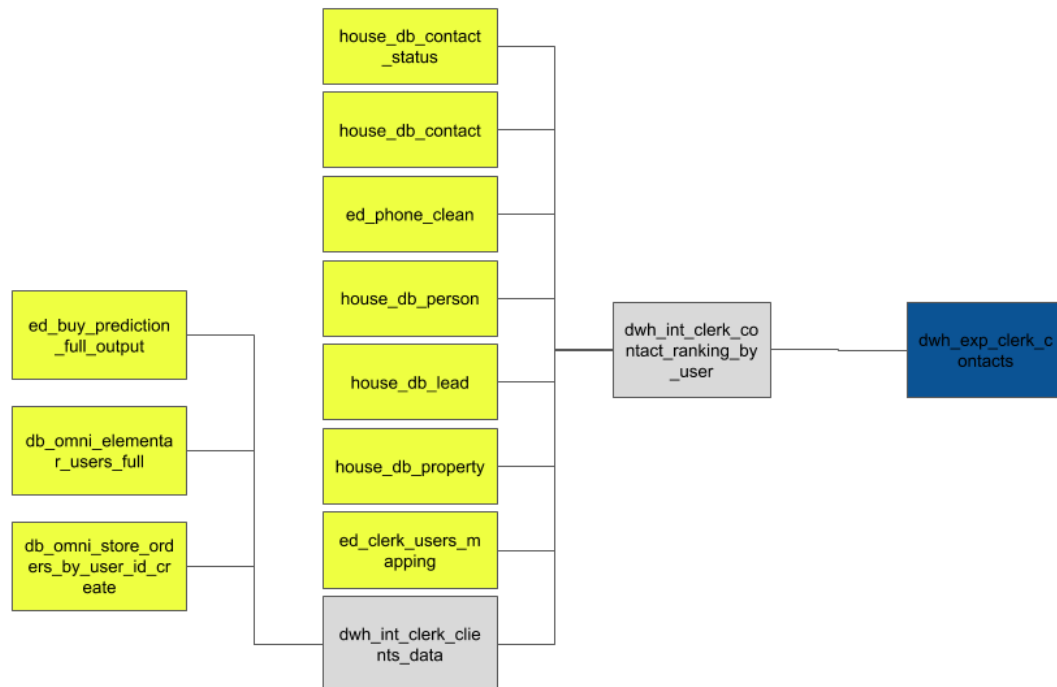 house_db_contact
_status
house_db_contact
ed_phone_clean
house_db_person
ed_buy_prediction
_full_output
dwh_int_clerk_co
ntact_ranking_by
_user
dwh_exp_clerk_c
ontacts
house_db_lead
db_omni_elementa
r_users_full
house_db_property
db_omni_store_ord
ers_by_user_id_cr
eate
ed_clerk_users_m
apping
dwh_int_clerk_clie
nts_data